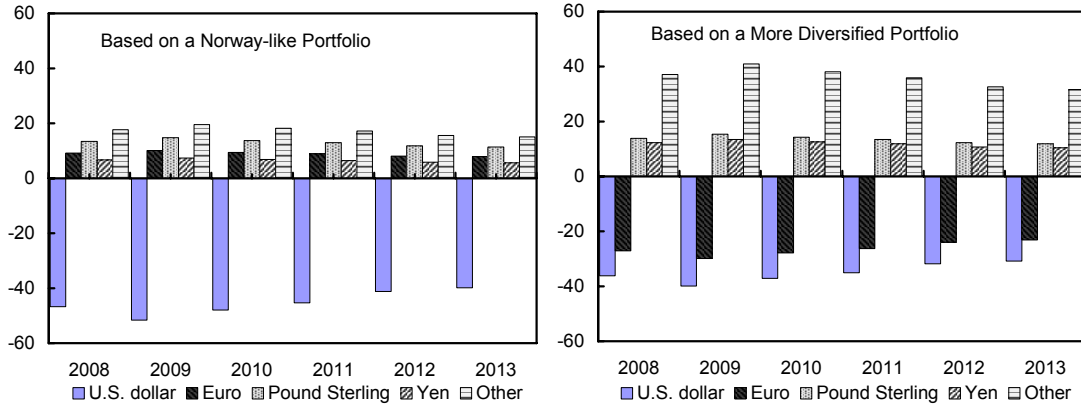 60
40
20
0
-20
-40
-60
Based on a Norway-like Portfolio
2008 2009 2010 2011 2012 2013
U.S. dollar Euro Pound Sterling Yen Other
60
40
20
0
-20
-40
-60
Based on a More Diversified Portfolio
2008 2009 2010 2011 2012 2013
U.S. dollar Euro Pound Sterling Yen Other